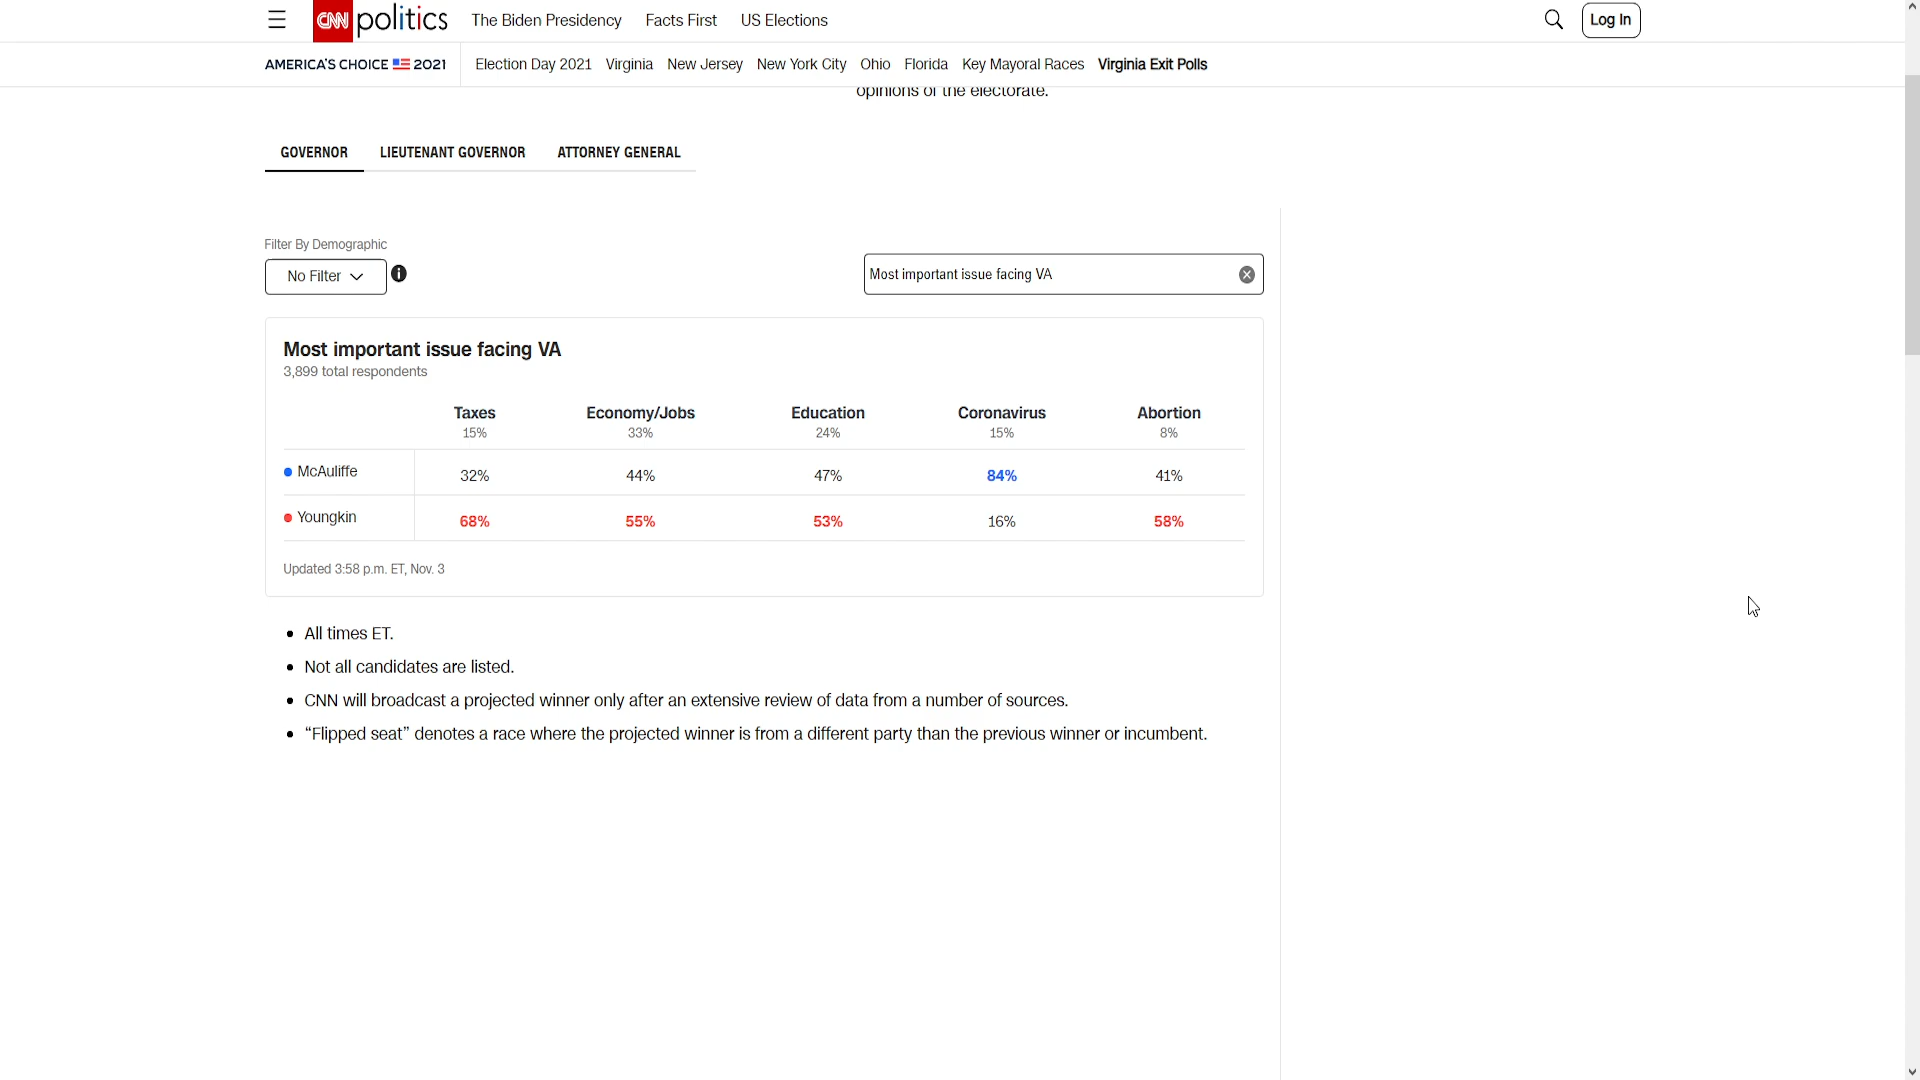 CNN politics The Biden Presidency Facts First US Elections Log In
AMERICA'S CHOICE 2021 Election Day 2021 Virginia New Jersey New York City Ohio Florida Key Mayoral Races Virginia Exit Polls
opinions of the electorate.
GOVERNOR LIEUTENANT GOVERNOR ATTORNEY GENERAL
Filter By Demographic
No Filter
Most important issue facing VA
Most important issue facing VA
3,899 total respondents
Taxes Economy/Jobs Education Coronavirus Abortion
15% 33% 24% 15% 8%
McAuliffe 32% 44% 47% 84% 41%
Youngkin 68% 55% 53% 16% 58%
Updated 3:58 p.m. ET, Nov. 3
All times ET.
Not all candidates are listed.
CNN will broadcast a projected winner only after an extensive review of data from a number of sources.
“Flipped seat” denotes a race where the projected winner is from a different party than the previous winner or incumbent.